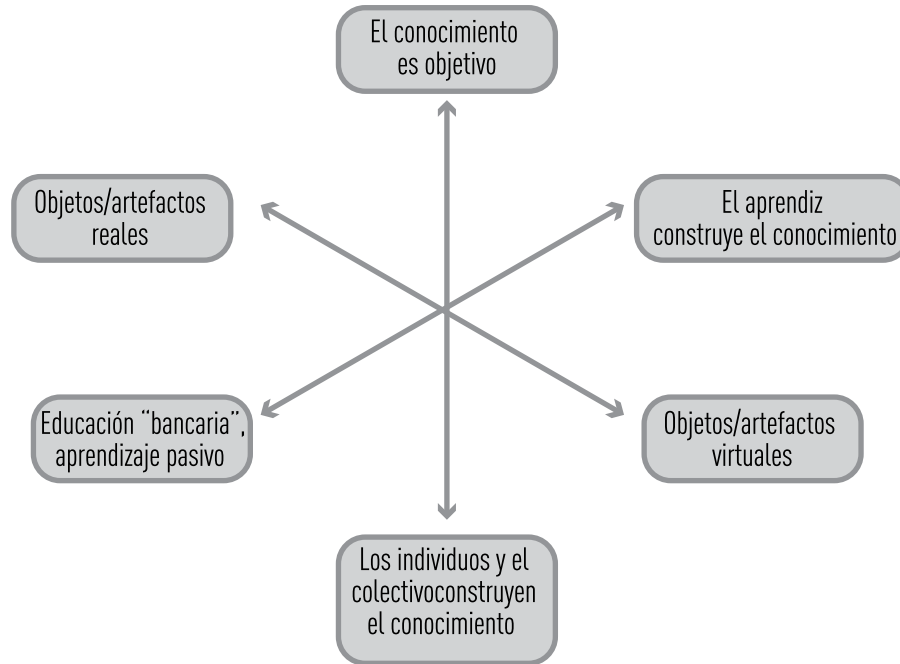 El conocimiento
es objetivo
Objetos/artefactos
reales
El aprendiz
construye el conocimiento
Educación “bancaria”,
aprendizaje pasivo
Objetos/artefactos
virtuales
Los individuos y el
colectivoconstruyen
el conocimiento